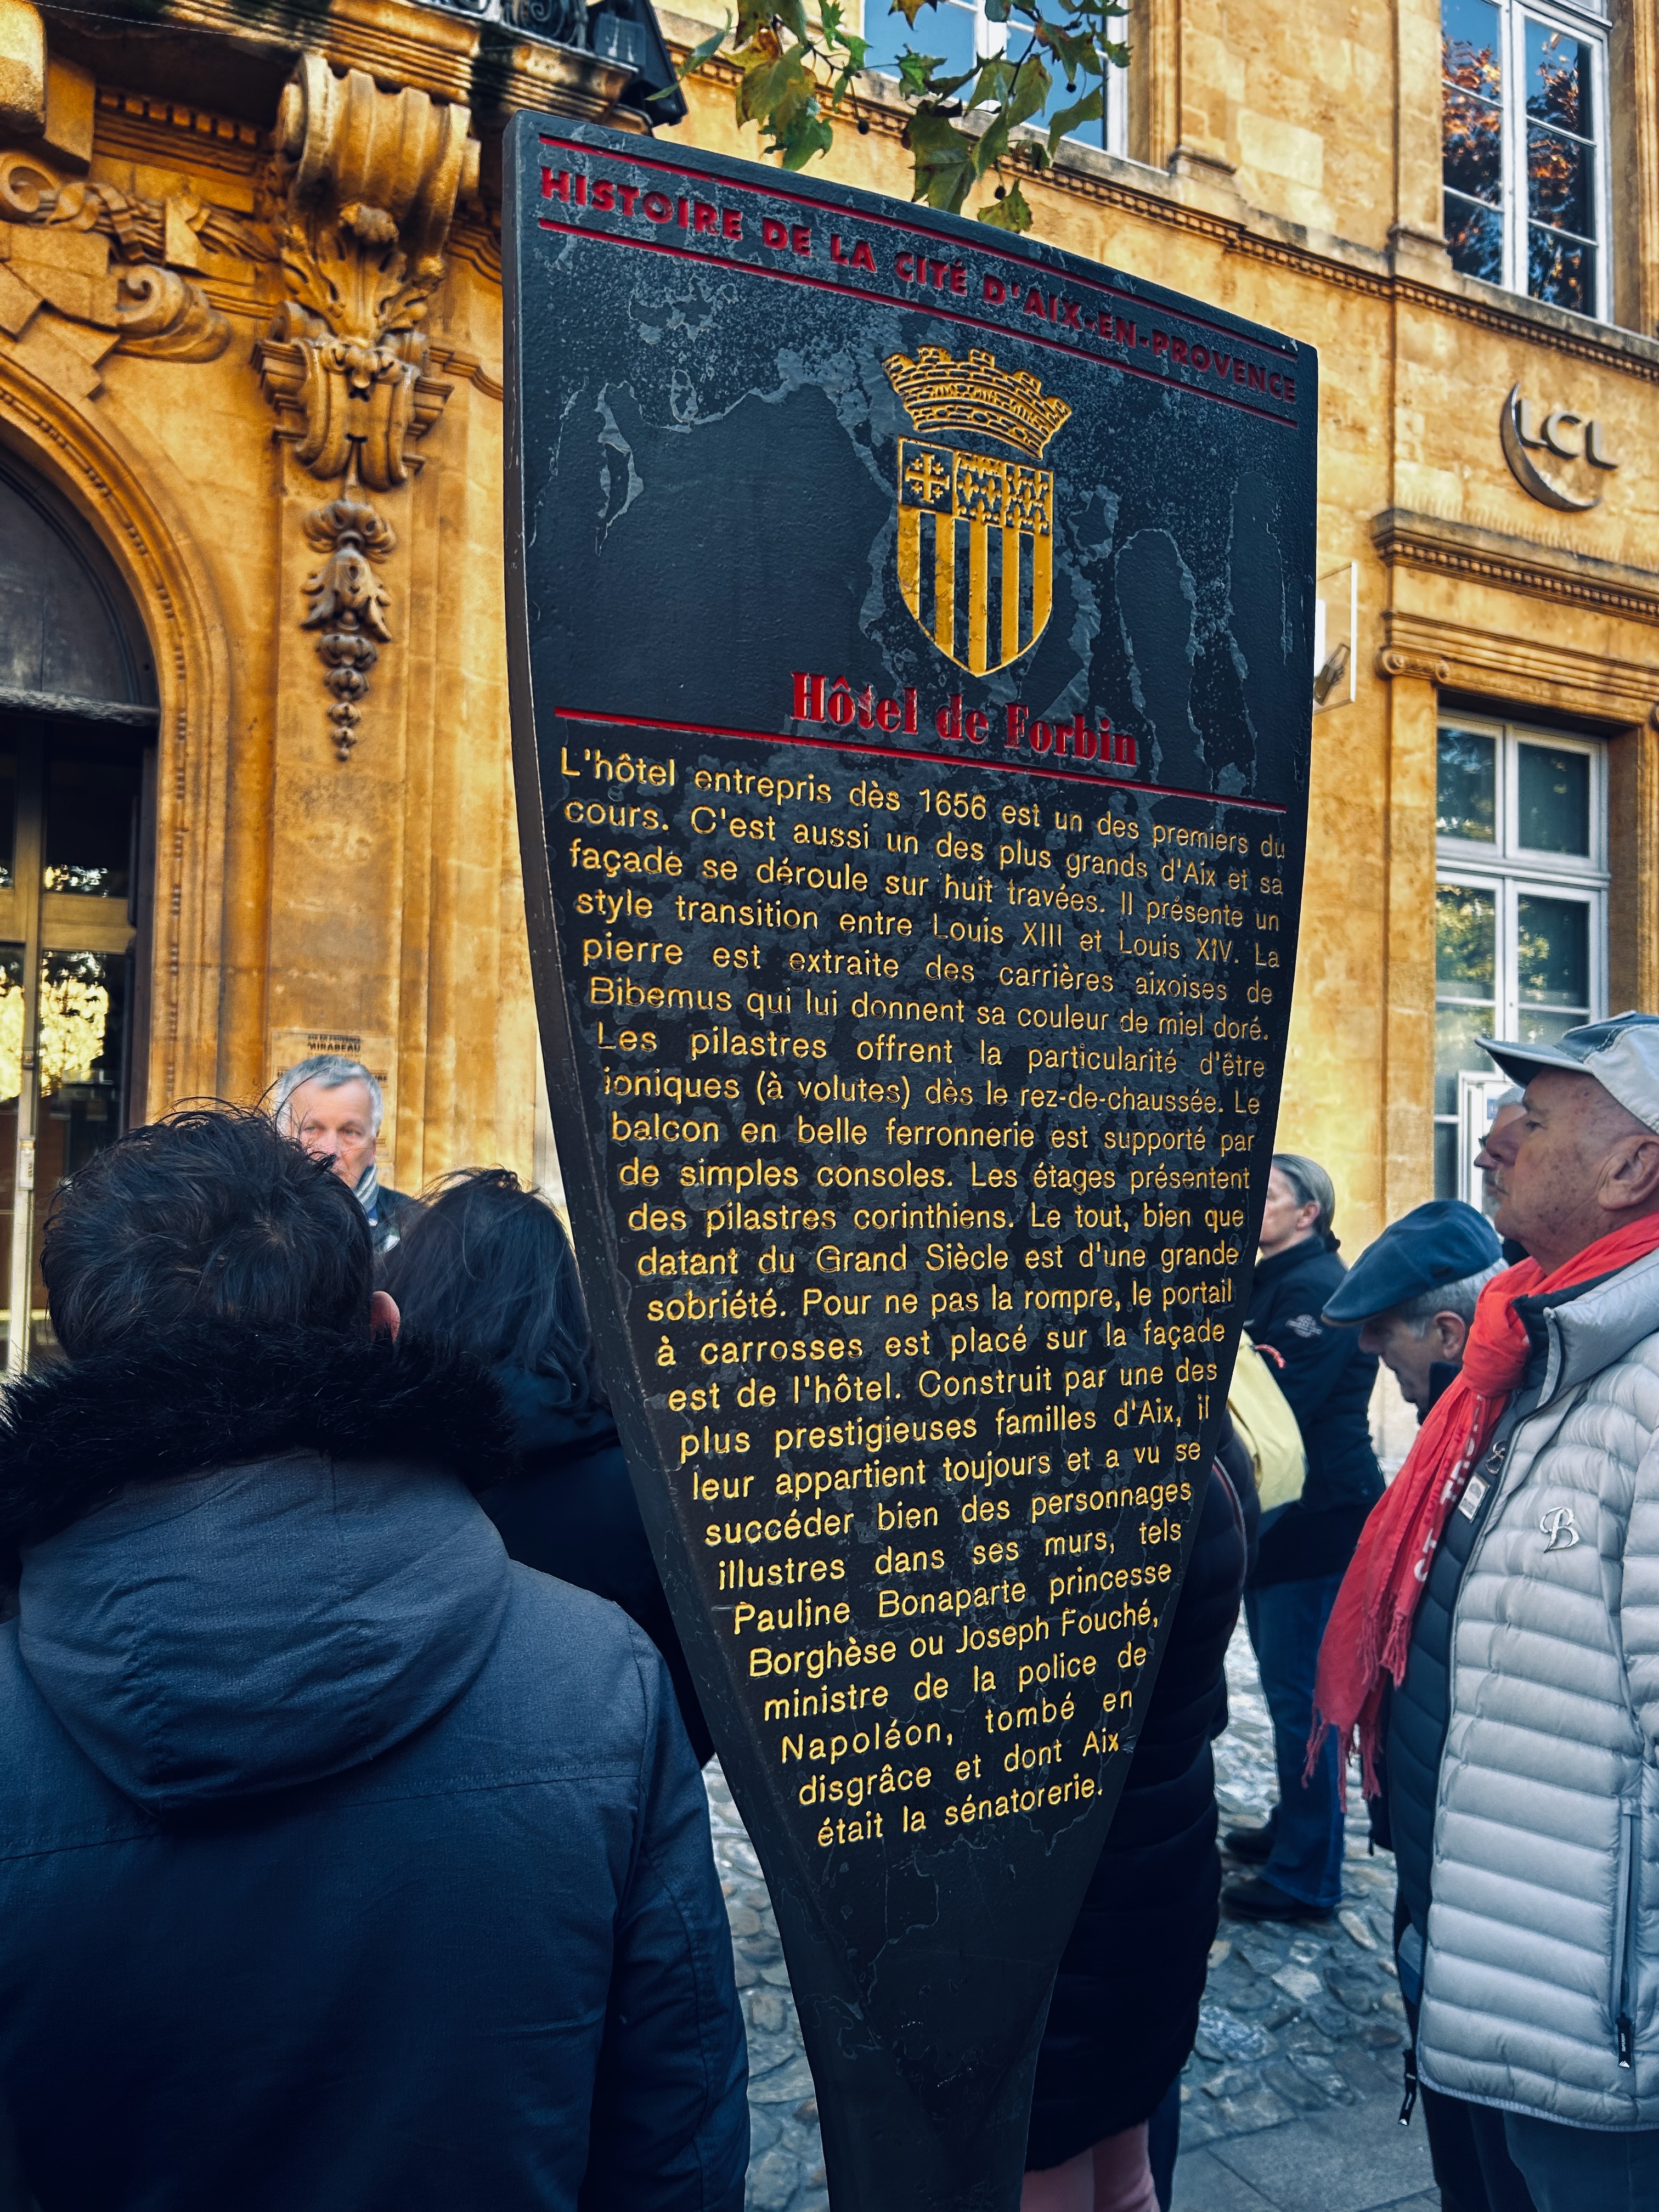 HISTOIRE DE LA CITÉ D'AIX-EN-PROVENCE
LCL
Hôtel de Forbin
L'hôtel entrepris dès 1656 est un des premiers du
cours. C'est aussi un des plus grands d'Aix et sa
façade se déroule sur huit travées. Il présente un
style transition entre Louis XIII et Louis XIV. La
pierre est extraite des carrières aixoises de
Bibemus qui lui donnent sa couleur de miel doré.
Les pilastres offrent la particularité d'être
ioniques (à volutes) dès le rez-de-chaussée. Le
balcon en belle ferronnerie est supporté par
de simples consoles. Les étages présentent
des pilastres corinthiens. Le tout, bien que
datant du Grand Siècle est d'une grande
sobriété. Pour ne pas la rompre, le portail
à carrosses est placé sur la façade
est de l'hôtel. Construit par une des
plus prestigieuses familles d'Aix, il
leur appartient toujours et a vu se
succéder bien des personnages
illustres dans ses murs, tels
Pauline Bonaparte princesse
Borghèse ou Joseph Fouché,
ministre de la police de
Napoléon, tombé en
disgrâce et dont Aix
était la sénatorerie.
MIRABEAU
B